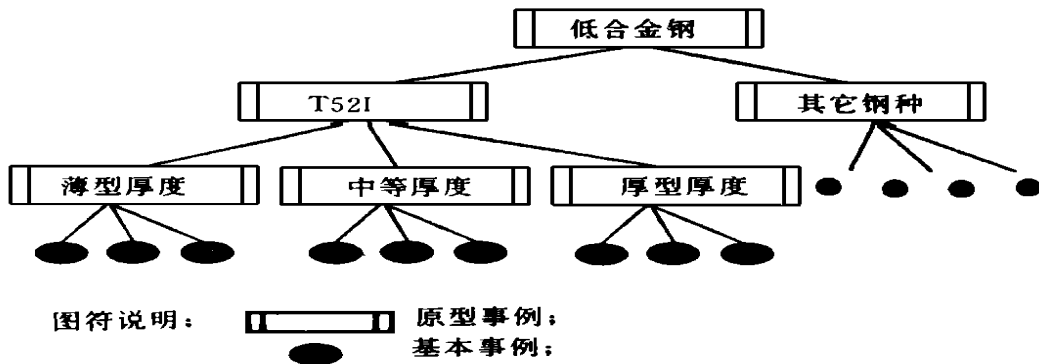 低合金钢
T52I
其它钢种
薄型厚度
中等厚度
厚型厚度
图符说明：
原型事例；
基本事例；